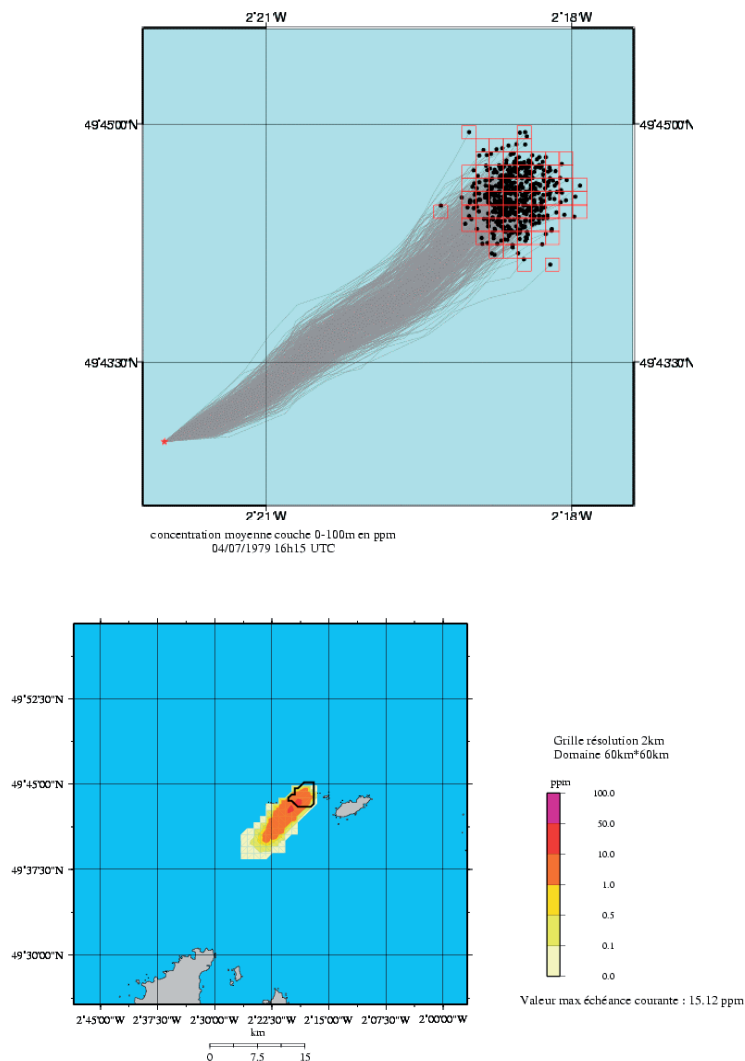 2°21'W 2°18'W
49°45'0"N 49°45'0"N
49°43'3 49°43'3
2°21'W 2°18'W
concentration moyenne couche 0-100m en ppm
04/07/1979 16h15 UTC
49°52'30"N
49°45'00"N
49°37'30"N
49°30'00"N
2°45'00"W 2°37'30"W 2°30'00"W 2°22'30"W 2°15'00"W 2°07'30"W 2°00'00"W
km
0 7.5 15
Grille résolution 2km
Domaine 60km*60km
ppm
100.0
50.0
10.0
1.0
0.5
0.1
0.0
Valeur max échéance courante : 15.12 ppm